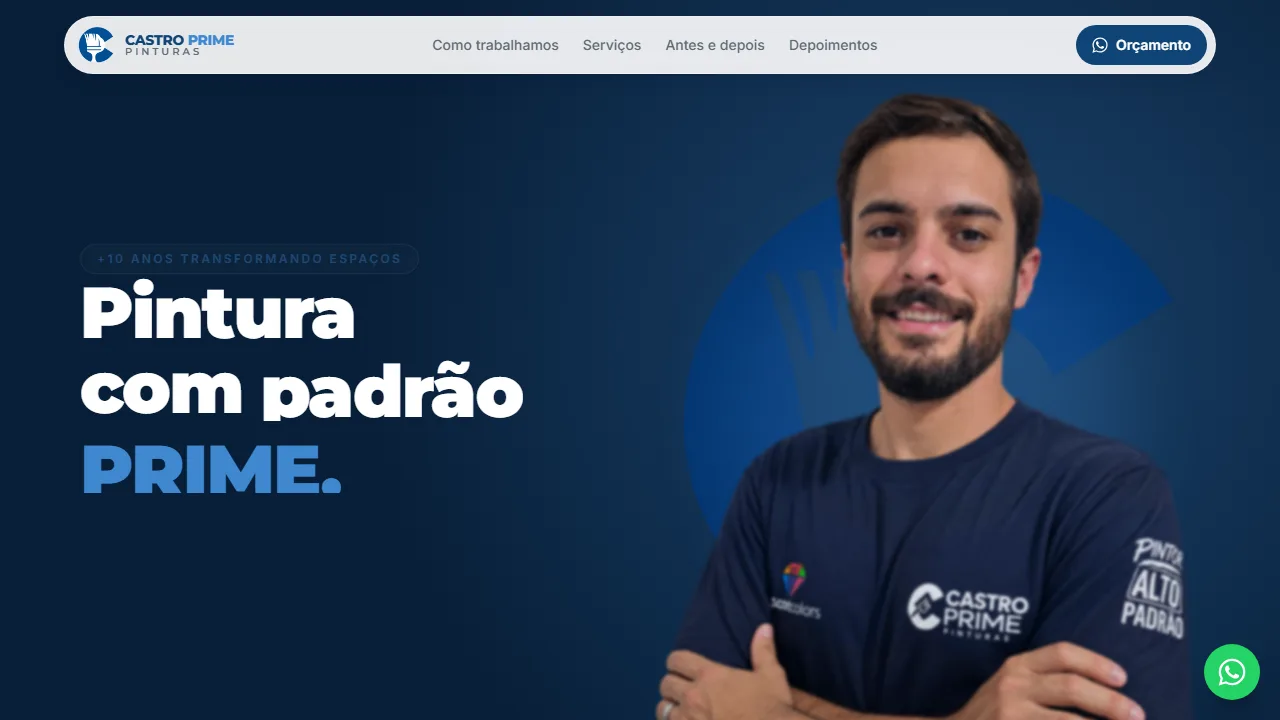 CASTRO PRIME
PINTURAS
Como trabalhamos
Serviços
Antes e depois
Depoimentos
Orçamento
+10 ANOS TRANSFORMANDO ESPAÇOS
Pintura
com padrão
PRIME.
CASTRO
PRIME
PINTURAS
PINTOR
ALTO
PADRÃO